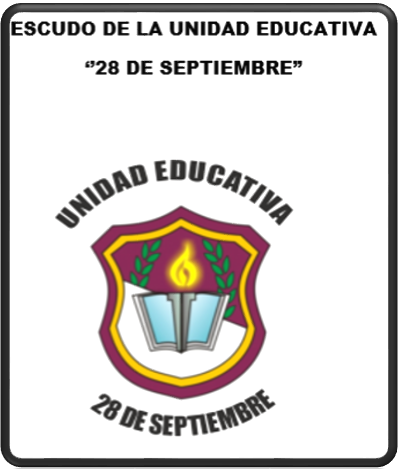 ESCUDO DE LA UNIDAD EDUCATIVA
“28 DE SEPTIEMBRE”
UNIDAD EDUCATIVA
28 DE SEPTIEMBRE